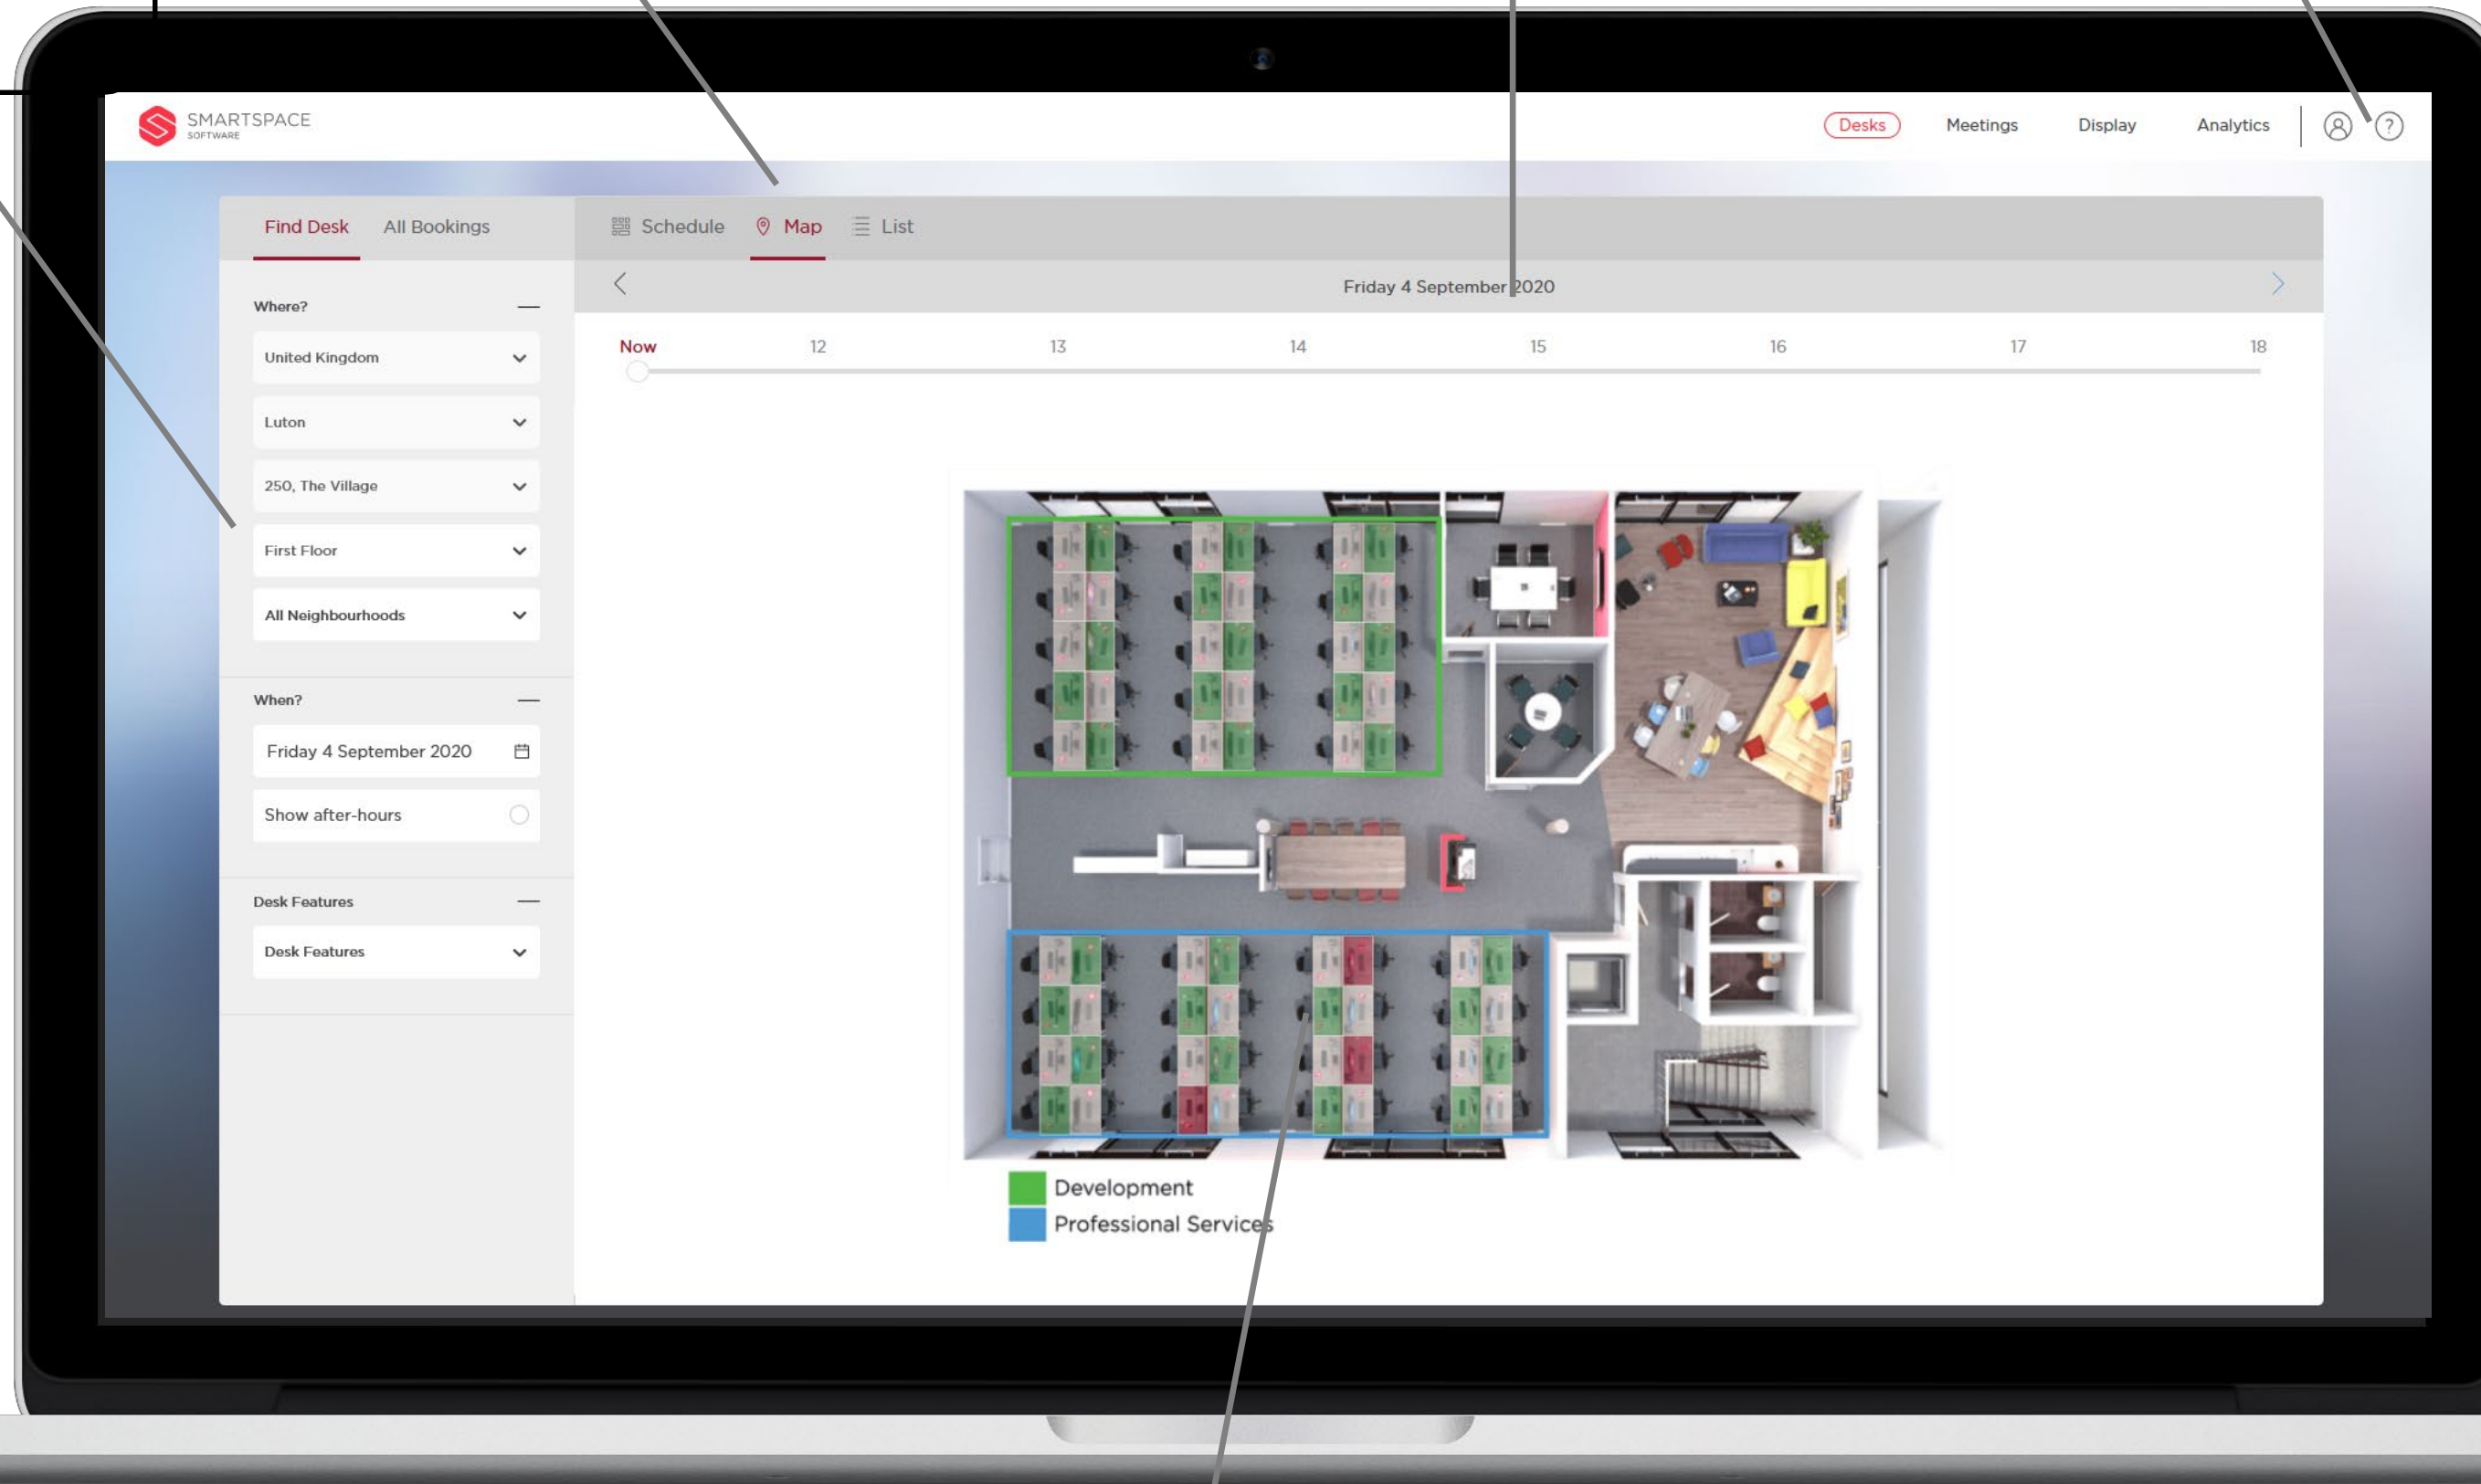 SMARTSPACE
SOFTWARE
Desks
Meetings
Display
Analytics
?
Find Desk
All Bookings
Schedule
Map
List
Where?
United Kingdom
Luton
250, The Village
First Floor
All Neighbourhoods
When?
Friday 4 September 2020
Show after-hours
Desk Features
Desk Features
Friday 4 September 2020
Now 12 13 14 15 16 17 18
Development
Professional Services